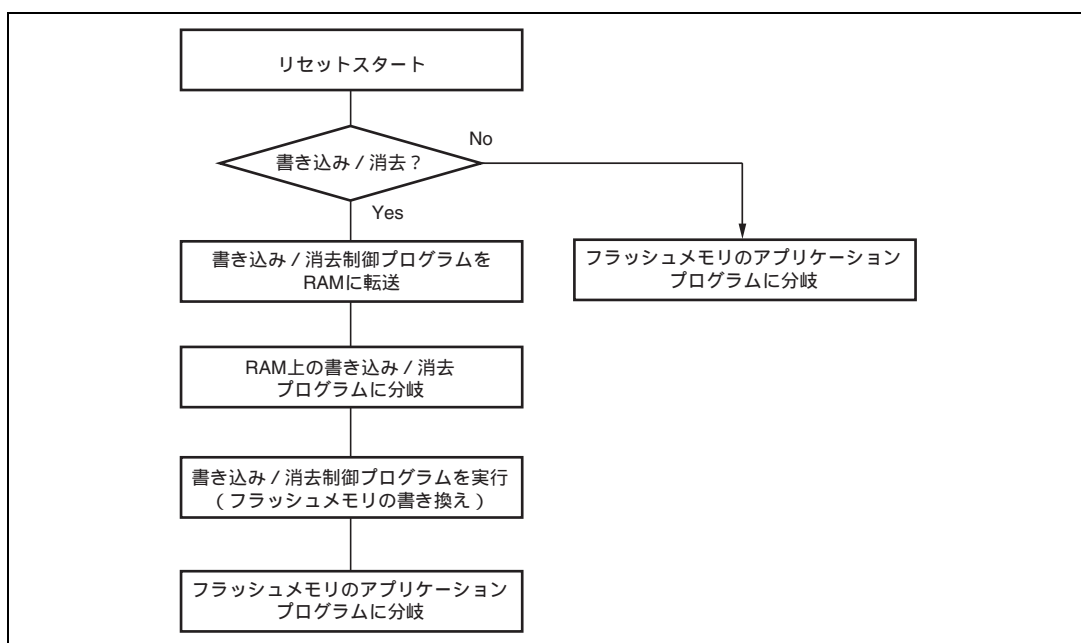 リセットスタート
書き込み / 消去？
No
Yes
書き込み / 消去制御プログラムを
RAMに転送
フラッシュメモリのアプリケーション
プログラムに分岐
RAM上の書き込み / 消去
プログラムに分岐
書き込み / 消去制御プログラムを実行
（フラッシュメモリの書き換え）
フラッシュメモリのアプリケーション
プログラムに分岐